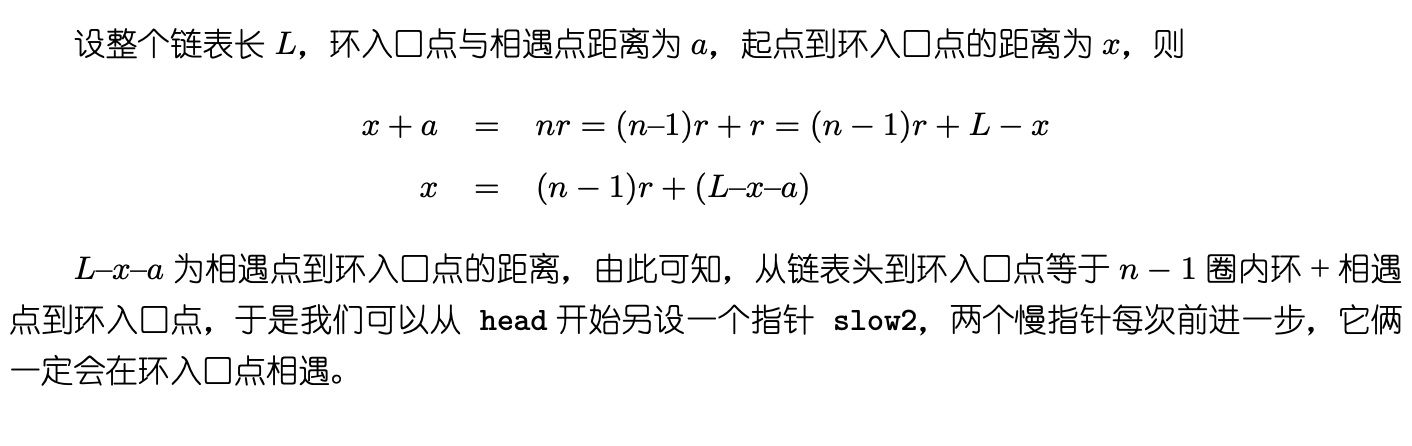 设整个链表长 L，环入口点与相遇点距离为 a，起点到环入口点的距离为 x，则
x + a = nr = (n–1)r + r = (n − 1)r + L − x
x = (n − 1)r + (L–x–a)
L–x–a 为相遇点到环入口点的距离，由此可知，从链表头到环入口点等于 n − 1 圈内环 + 相遇
点到环入口点，于是我们可以从 head 开始另设一个指针 slow2，两个慢指针每次前进一步，它俩
一定会在环入口点相遇。